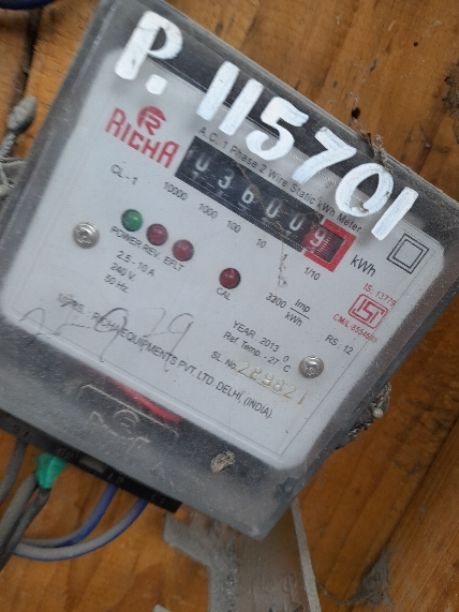 P. 115701
RICHA
A.C. 1 Phase 2 Wire Static kWh Meter
036009
CL-1
10000 1000 100 10 1 1/10
kWh
POWER REV. EFLT
CAL
3200 Imp
kWh
IS. 13779
2.5 - 10 A
240 V.
50 Hz.
RS: 12
YEAR 2013
Ref Temp.- 27°C
SL No.
EQUIPMENTS PVT. LTD. DELHI, (INDIA).